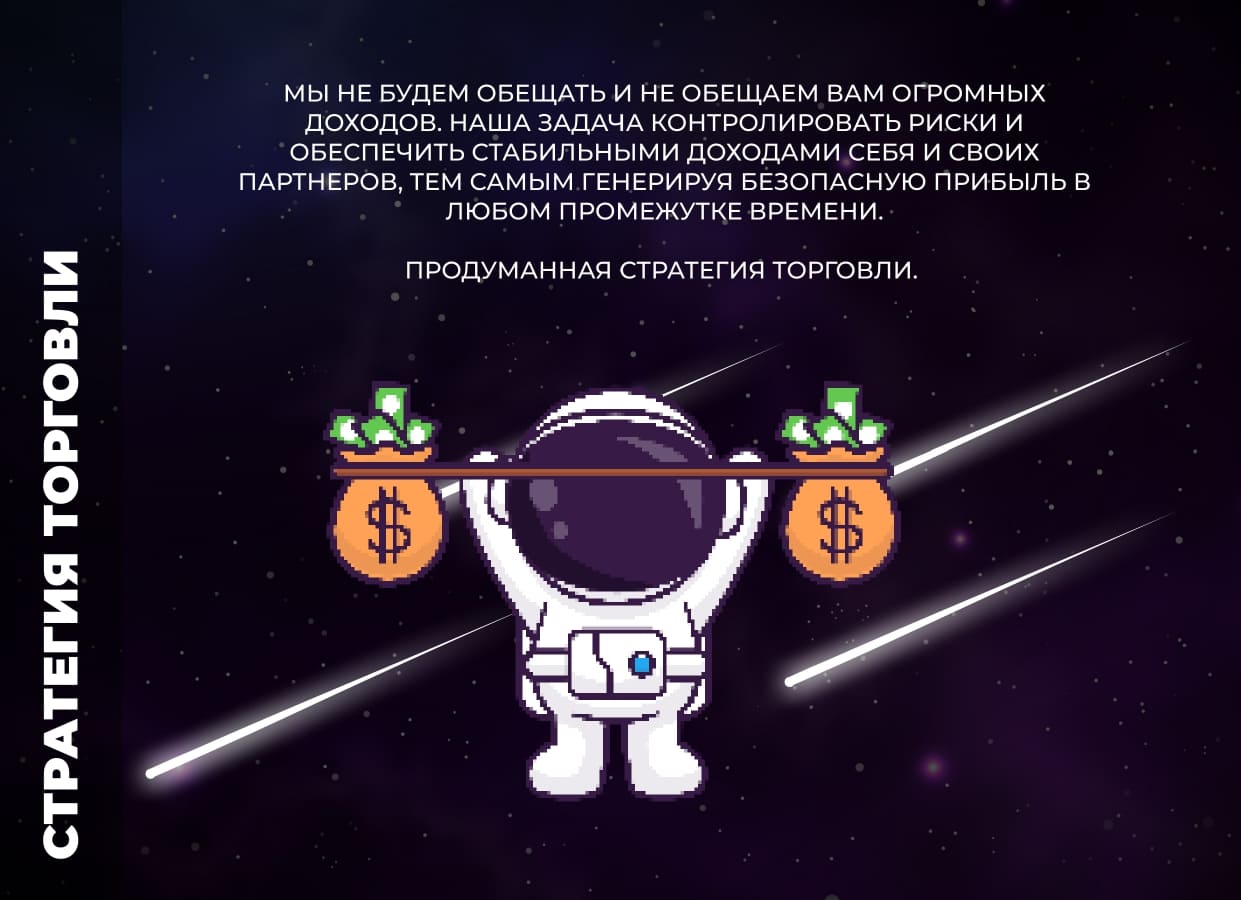 СТРАТЕГИЯ ТОРГОВЛИ
МЫ НЕ БУДЕМ ОБЕЩАТЬ И НЕ ОБЕЩАЕМ ВАМ ОГРОМНЫХ
ДОХОДОВ. НАША ЗАДАЧА КОНТРОЛИРОВАТЬ РИСКИ И
ОБЕСПЕЧИТЬ СТАБИЛЬНЫМИ ДОХОДАМИ СЕБЯ И СВОИХ
ПАРТНЕРОВ, ТЕМ САМЫМ ГЕНЕРИРУЯ БЕЗОПАСНУЮ ПРИБЫЛЬ В
ЛЮБОМ ПРОМЕЖУТКЕ ВРЕМЕНИ.
ПРОДУМАННАЯ СТРАТЕГИЯ ТОРГОВЛИ.
$
$